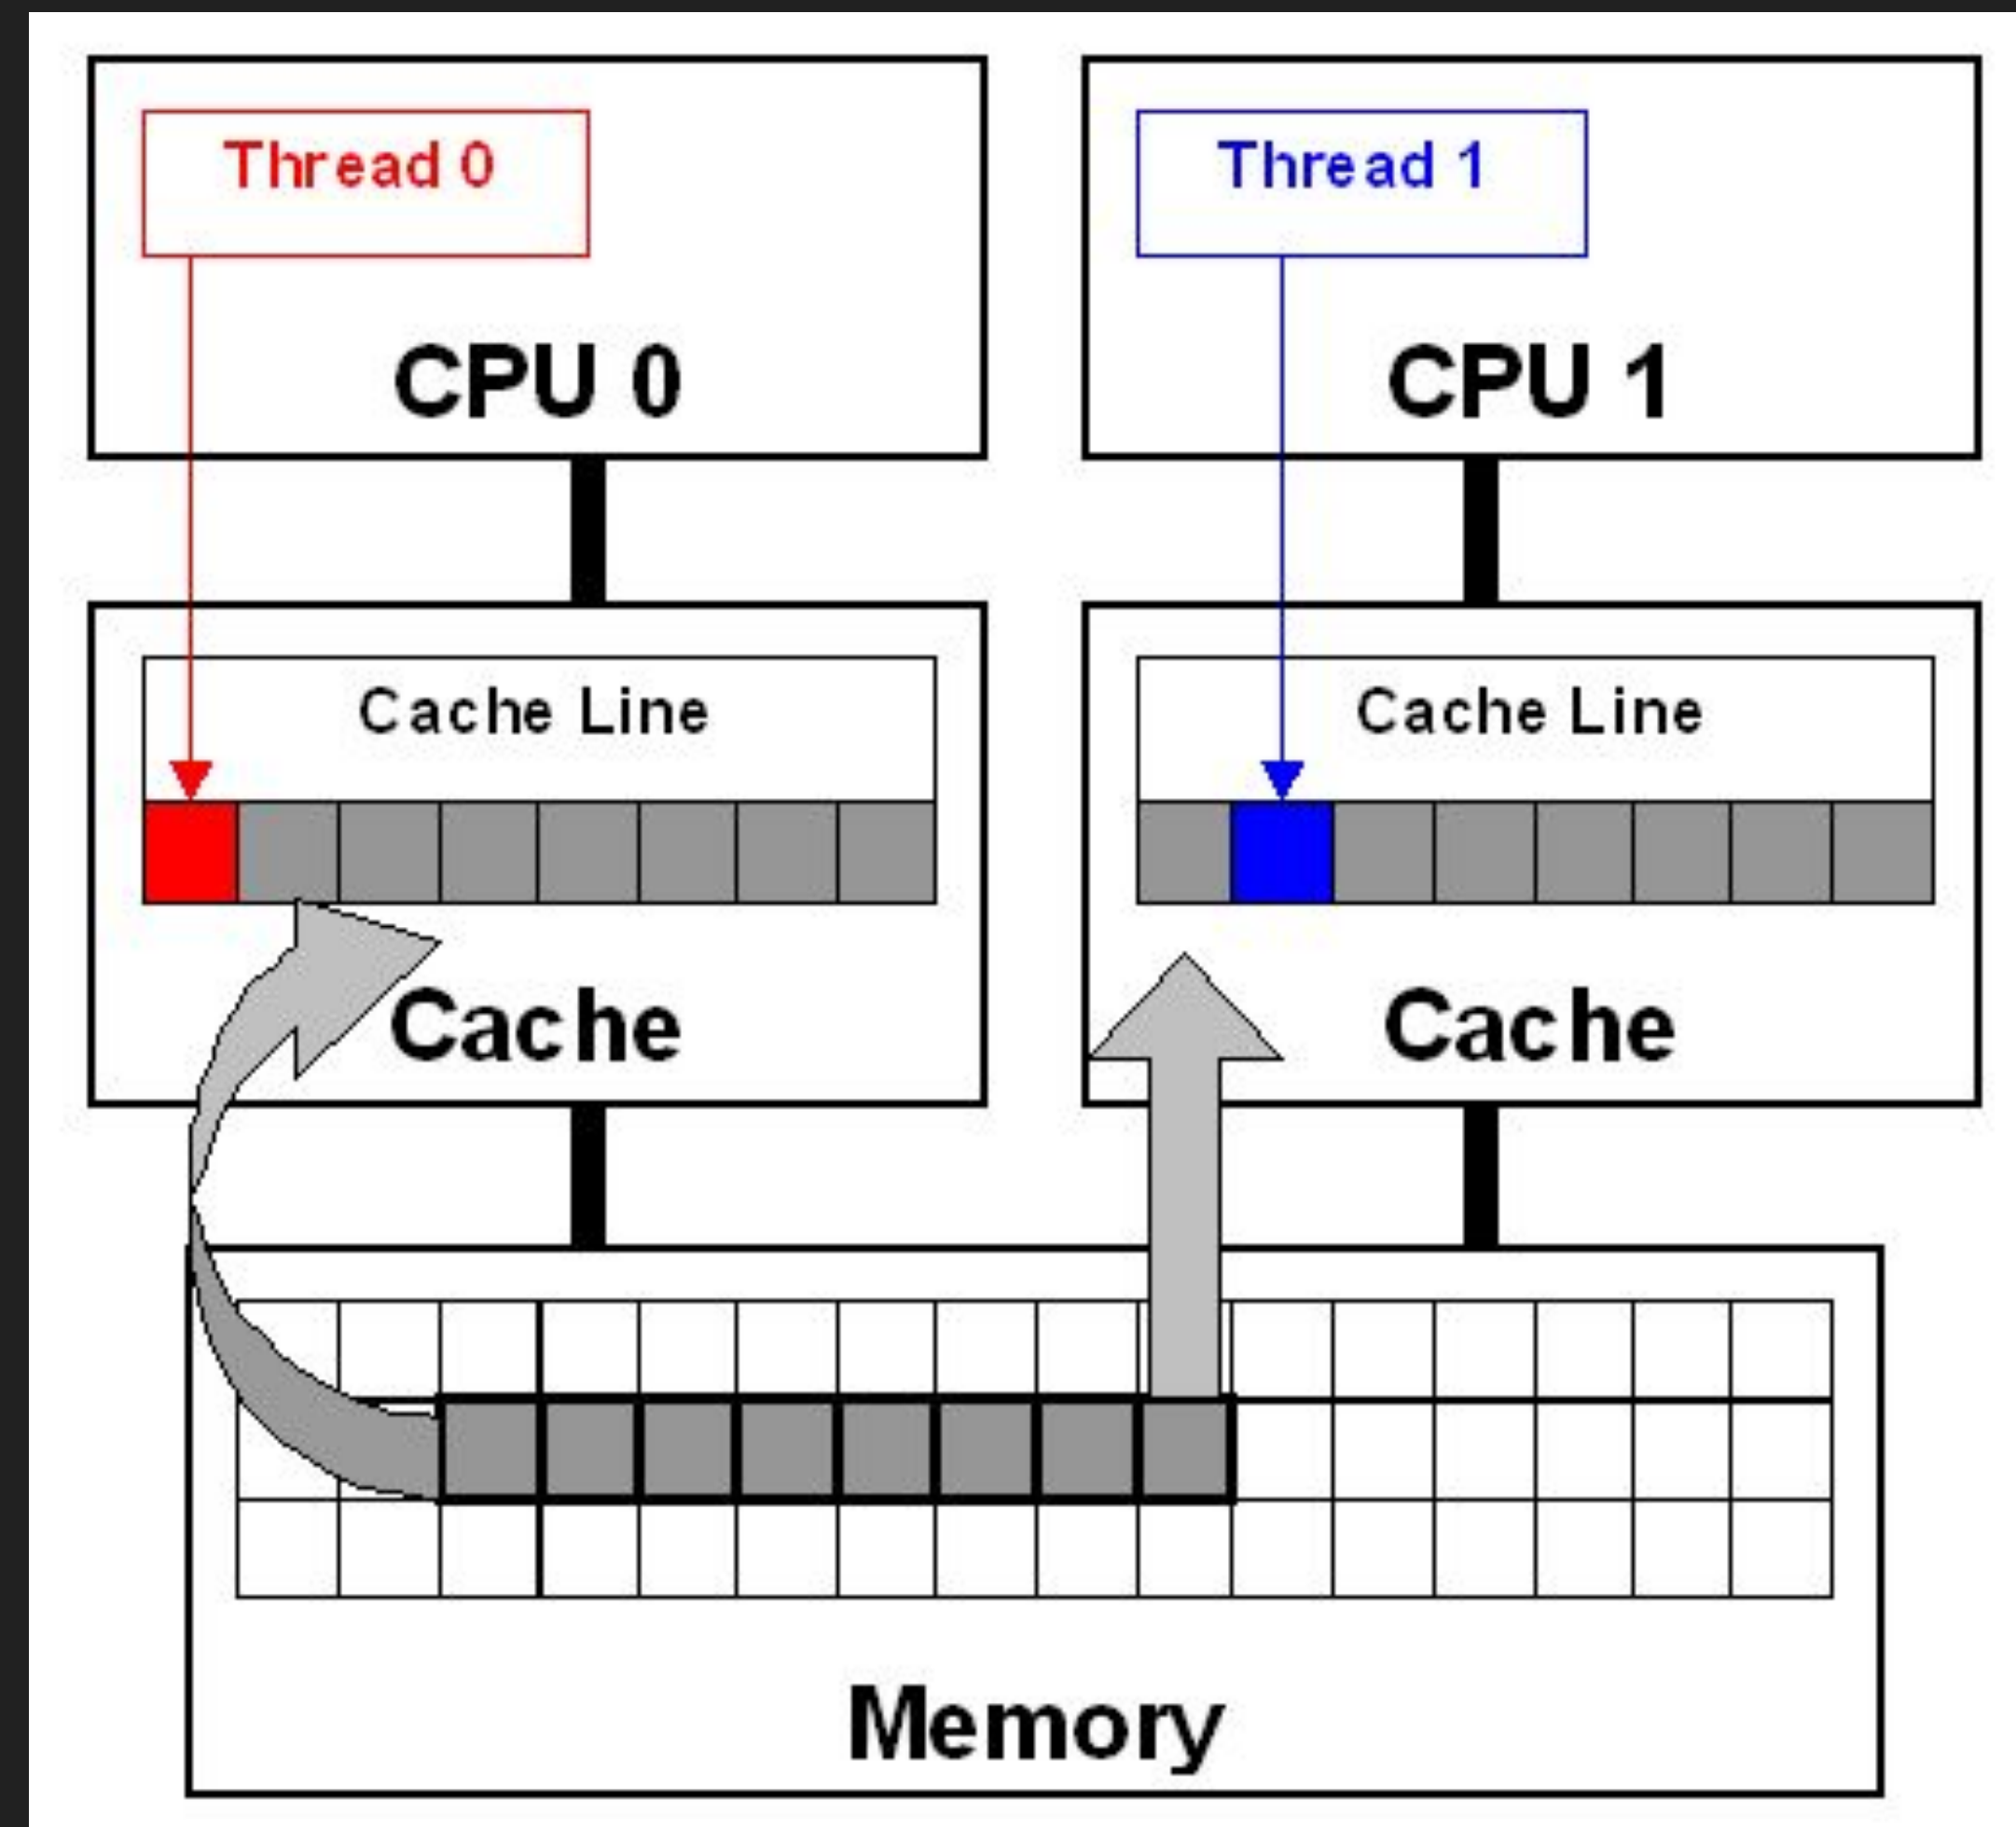 Thread 0
Thread 1
CPU 0
CPU 1
Cache Line
Cache Line
Cache
Cache
Memory